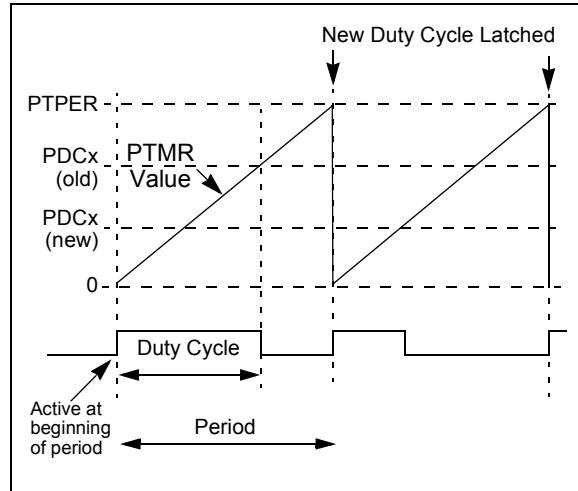 New Duty Cycle Latched
PTPER
PDCx
(old)
PTMR
Value
PDCx
(new)
0
Duty Cycle
Active at
beginning
of period
Period